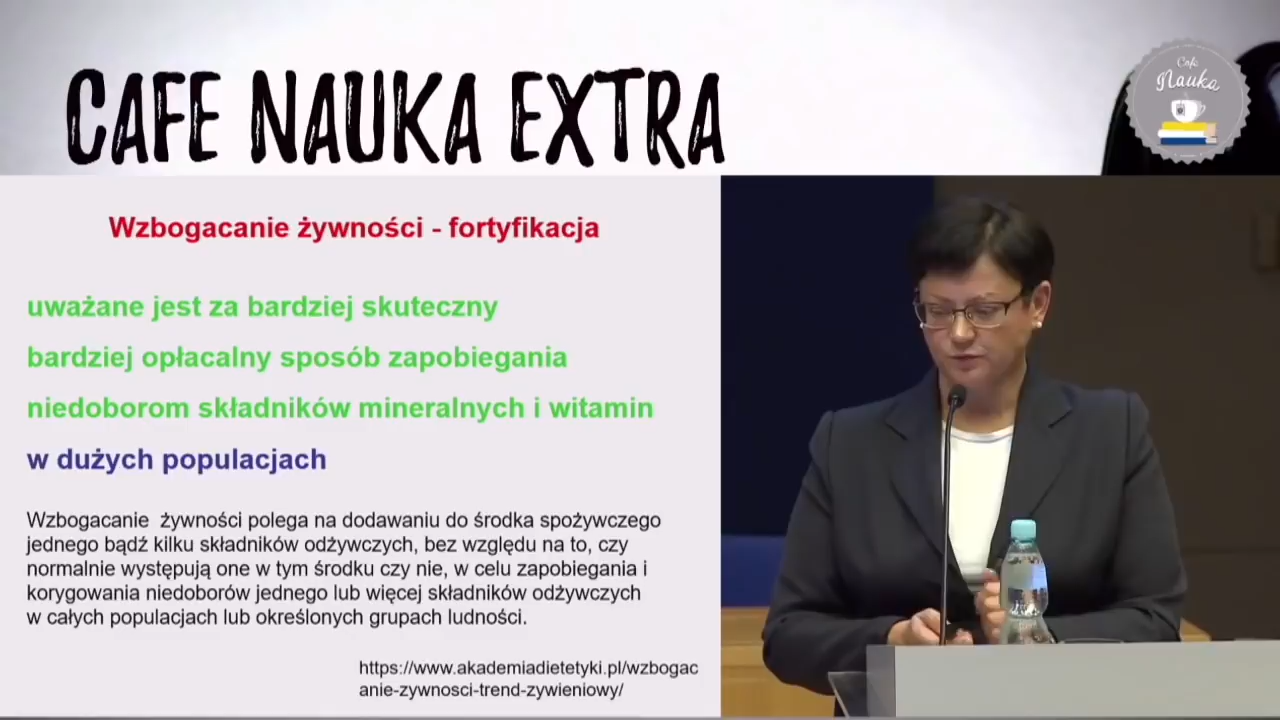 CAFE NAUKA EXTRA
Cafe
Nauka
Wzbogacanie żywności - fortyfikacja
uważane jest za bardziej skuteczny
bardziej opłacalny sposób zapobiegania
niedoborom składników mineralnych i witamin
w dużych populacjach
Wzbogacanie żywności polega na dodawaniu do środka spożywczego
jednego bądź kilku składników odżywczych, bez względu na to, czy
normalnie występują one w tym środku czy nie, w celu zapobiegania i
korygowania niedoborów jednego lub więcej składników odżywczych
w całych populacjach lub określonych grupach ludności.
https://www.akademiadietetyki.pl/wzbogac
anie-zywnosci-trend-zywieniowy/